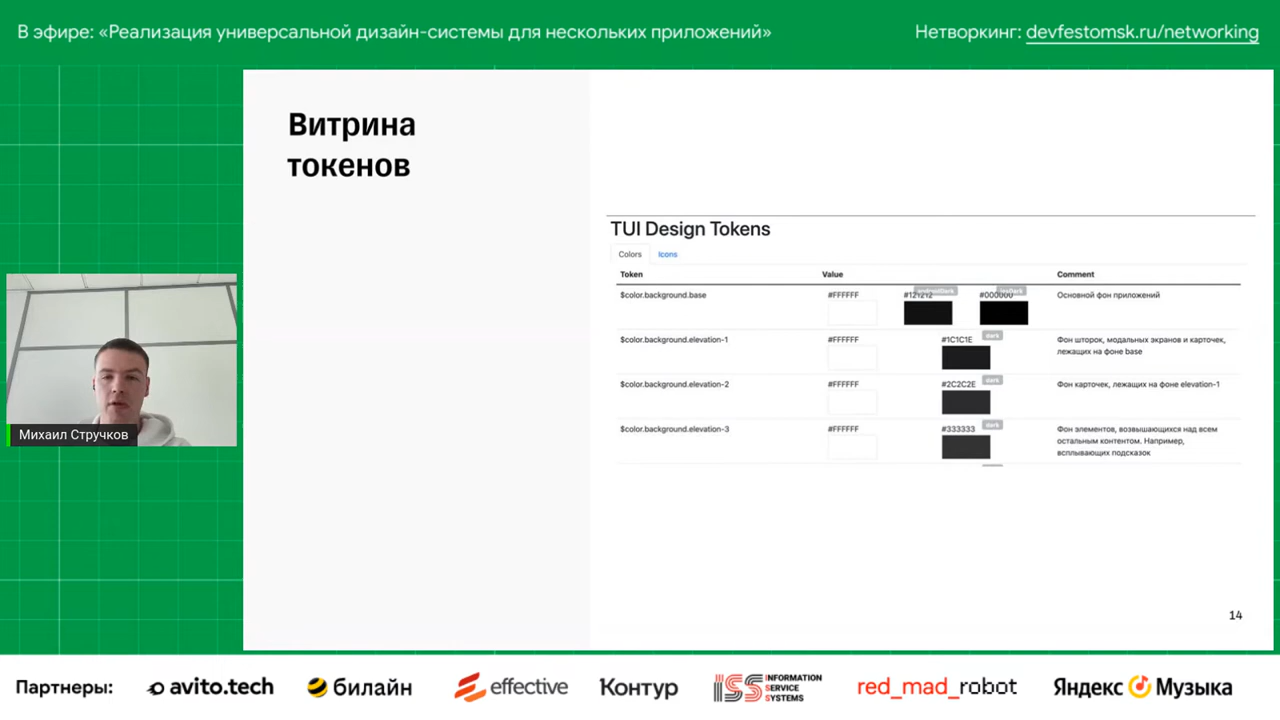 В эфире: «Реализация универсальной дизайн-системы для нескольких приложений»
Нетворкинг: devfestomsk.ru/networking
Витрина
токенов
TUI Design Tokens
Colors Icons
Token Value Comment
$color.background.base #FFFFFF #121212 #000000 Основной фон приложений
$color.background.elevation-1 #FFFFFF #1C1C1E dark Фон шторок, модальных экранов и карточек,
лежащих на фоне base
$color.background.elevation-2 #FFFFFF #2C2C2E dark Фон карточек, лежащих на фоне elevation-1
$color.background.elevation-3 #FFFFFF #333333 dark Фон элементов, возвышающихся над всем
остальным контентом. Например,
всплывающих подсказок
14
Михаил Стручков
Партнеры: avito.tech билайн effective Контур ISS INFORMATION SERVICE SYSTEMS red_mad_robot Яндекс Музыка